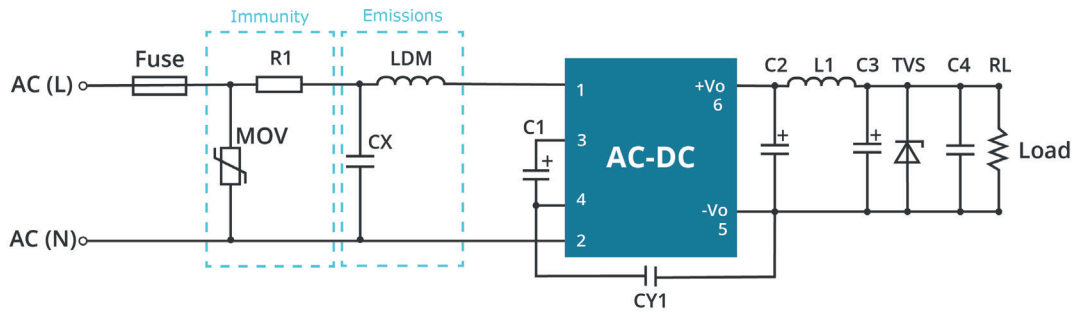 Immunity
Emissions
Fuse
R1
LDM
C2
L1
C3
TVS
C4
RL
AC (L)
1
+Vo
6
MOV
CX
C1
+
3
AC-DC
+
+
Load
4
-Vo
5
AC (N)
2
CY1